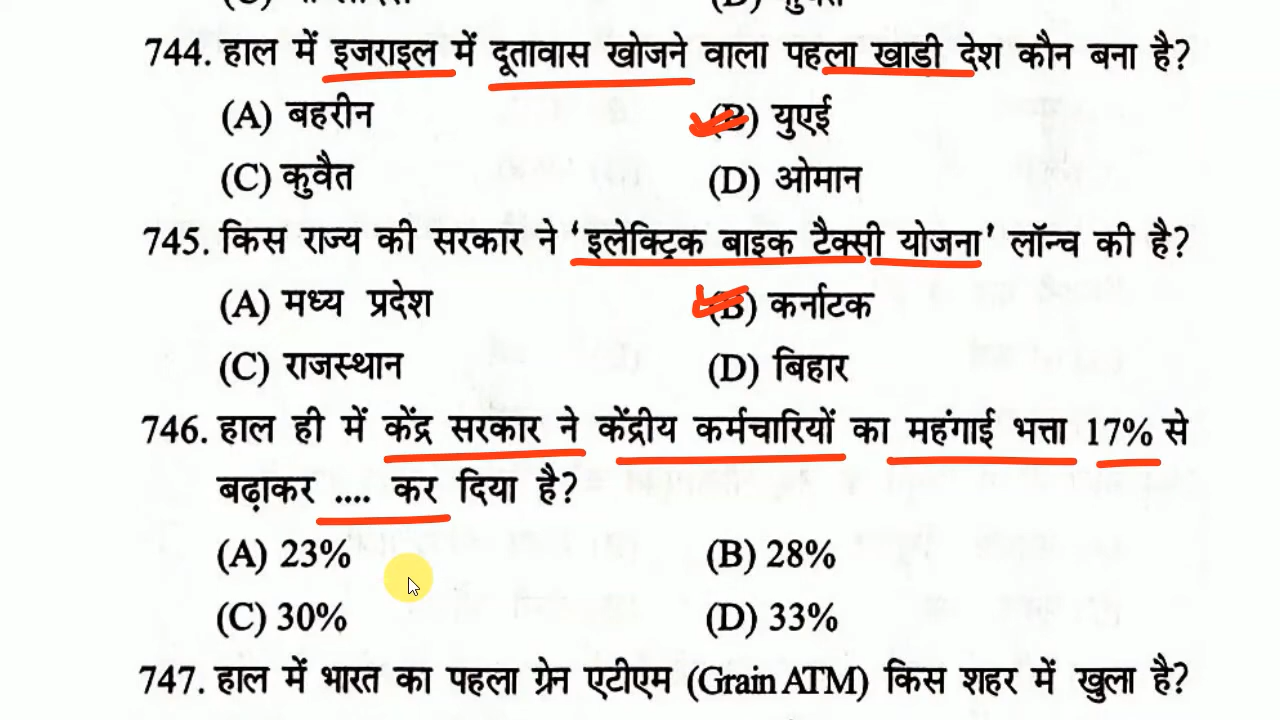 744. हाल में इजराइल में दूतावास खोजने वाला पहला खाडी देश कौन बना है?
(A) बहरीन (B) युएई
(C) कुवैत (D) ओमान
745. किस राज्य की सरकार ने 'इलेक्ट्रिक बाइक टैक्सी योजना' लॉन्च की है?
(A) मध्य प्रदेश (B) कर्नाटक
(C) राजस्थान (D) बिहार
746. हाल ही में केंद्र सरकार ने केंद्रीय कर्मचारियों का महंगाई भत्ता 17% से
बढ़ाकर .... कर दिया है?
(A) 23% (B) 28%
(C) 30% (D) 33%
747. हाल में भारत का पहला ग्रेन एटीएम (Grain ATM) किस शहर में खुला है?